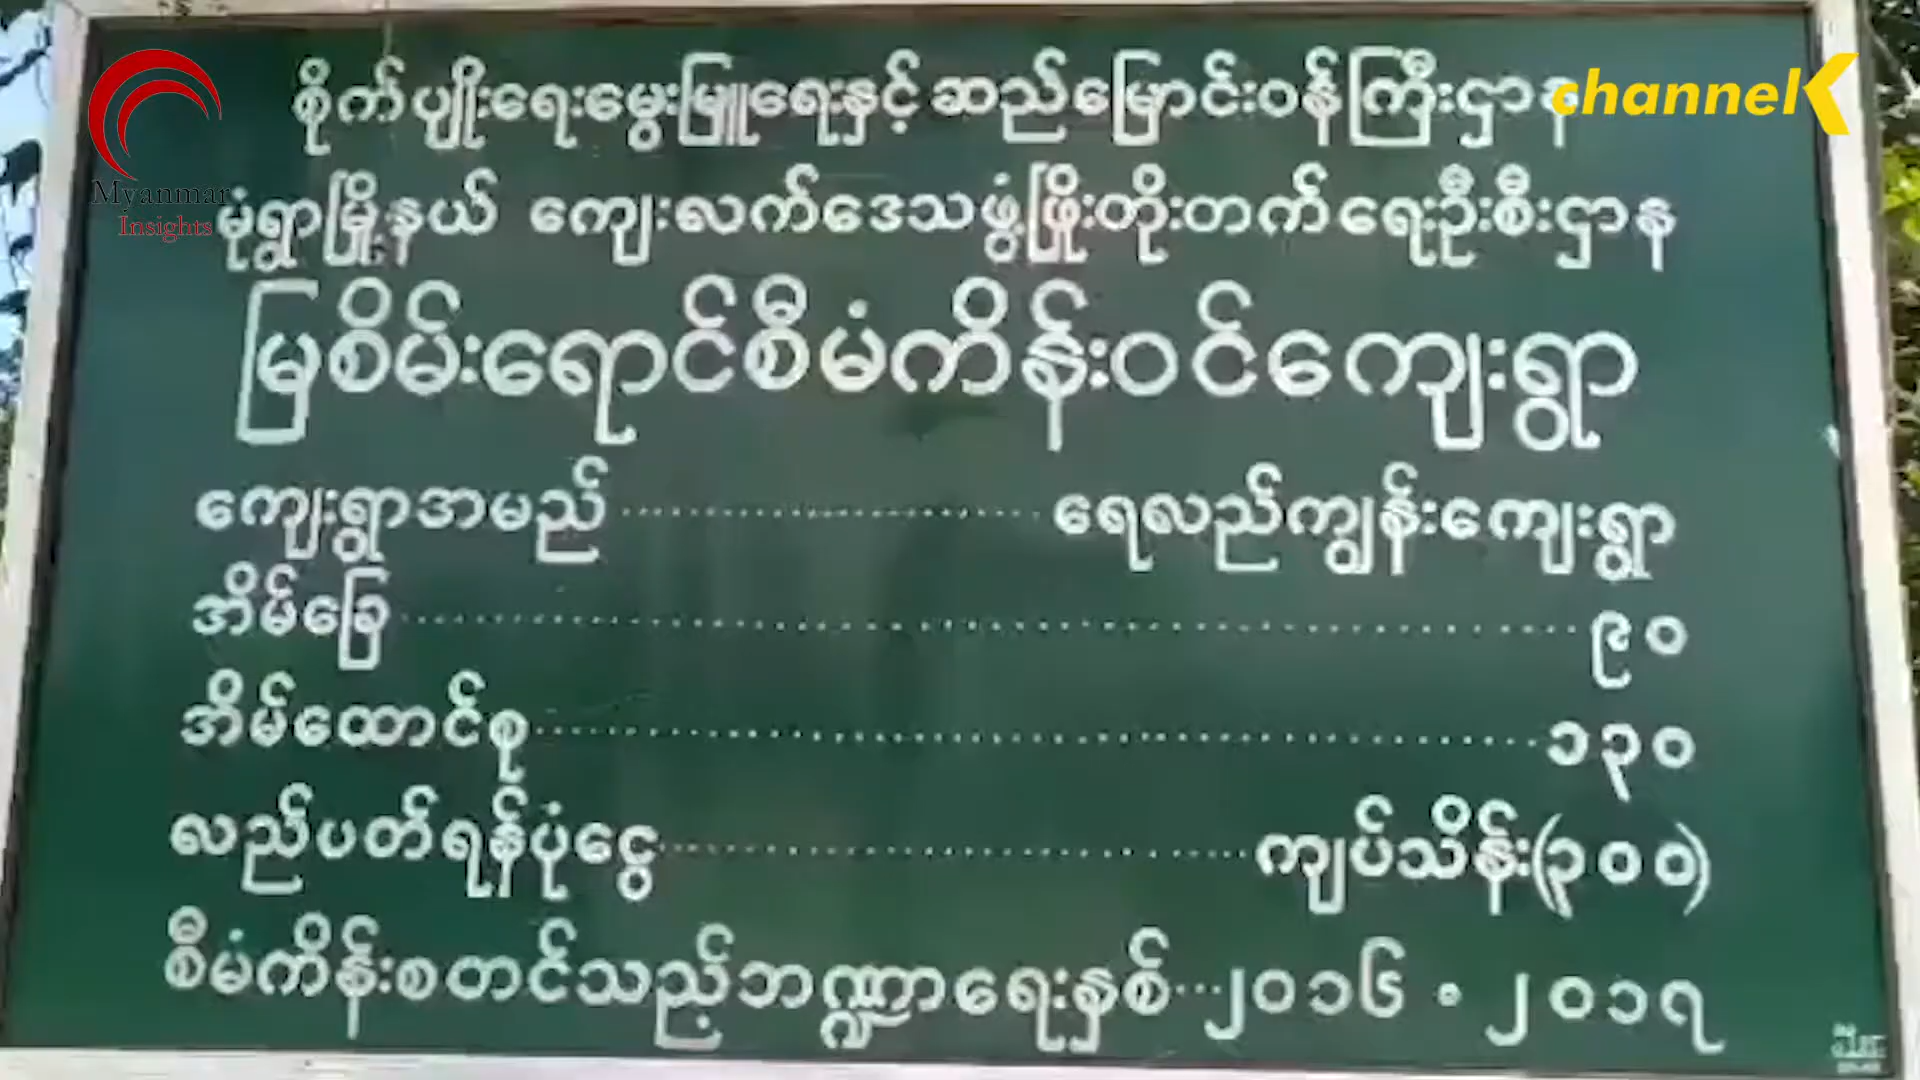 စိုက်ပျိုးရေးမွေးမြူရေးနှင့်ဆည်မြောင်းဝန်ကြီးဌာန
channelK
Myanmar
Insights
မုံရွာမြို့နယ် ကျေးလက်ဒေသဖွံ့ဖြိုးတိုးတက်ရေးဦးစီးဌာန
မြစိမ်းရောင်စီမံကိန်းဝင်ကျေးရွာ
ကျေးရွာအမည်....................ရေလည်ကျွန်းကျေးရွာ
အိမ်ခြေ........................................၉၀
အိမ်ထောင်စု........................................၁၃၀
လည်ပတ်ရန်ပုံငွေ..............................ကျပ်သိန်း(၃၀၀)
စီမံကိန်းစတင်သည့်ဘဏ္ဍာရေးနှစ်...၂၀၁၆ - ၂၀၁၇